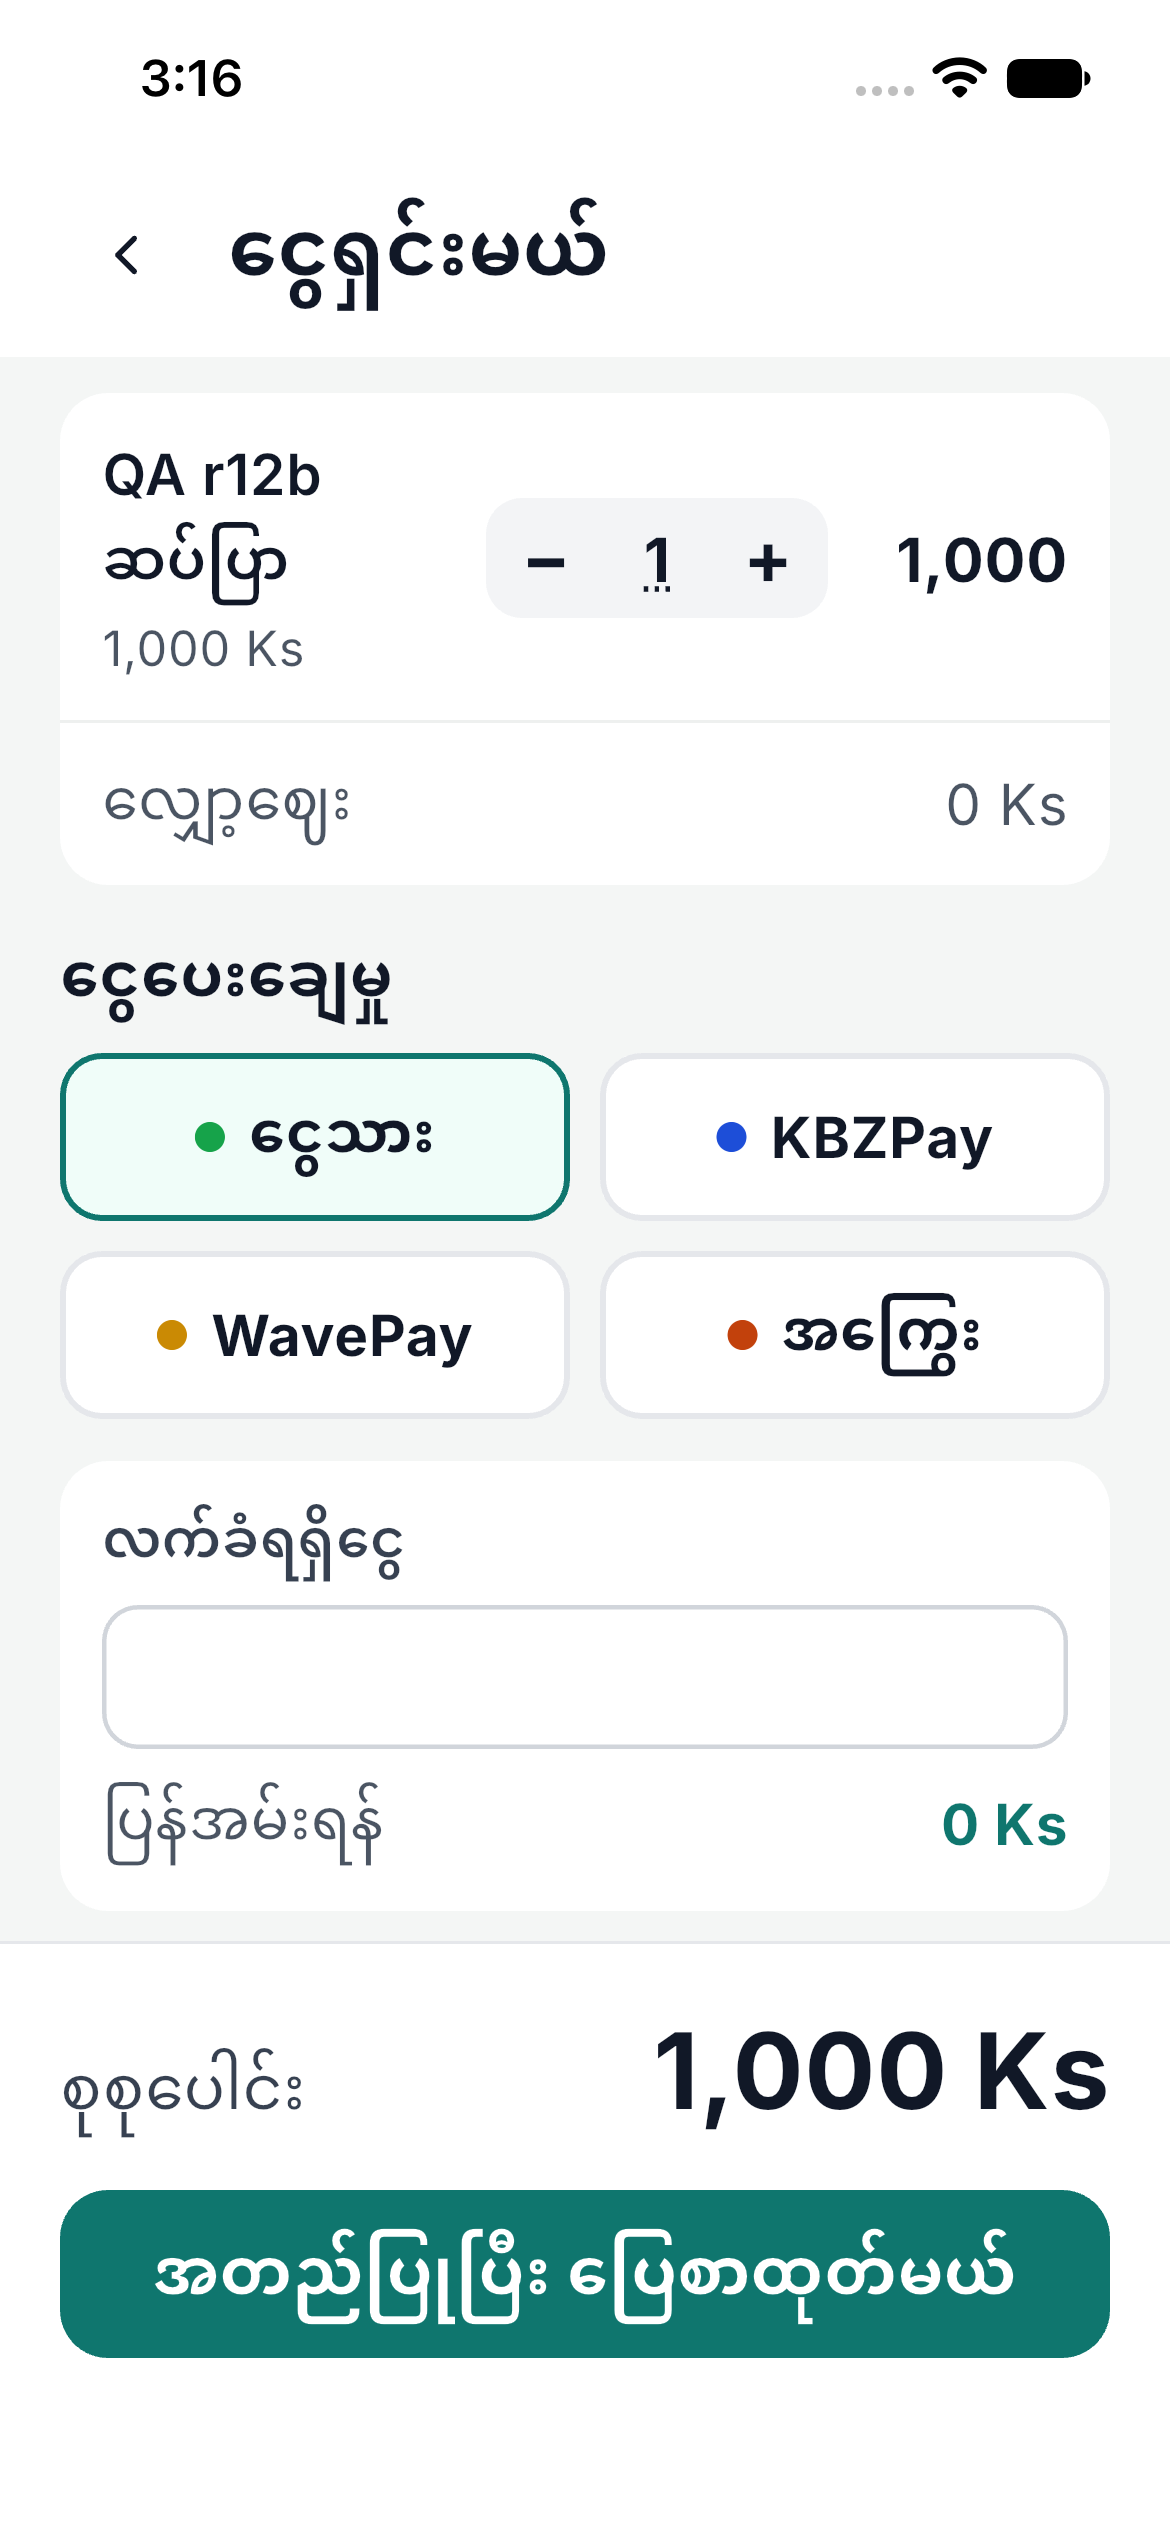 3:16
ငွေရှင်းမယ်
QA r12b
ဆပ်ပြာ
1,000 Ks
− 1 + 1,000
လျှော့ဈေး 0 Ks
ငွေပေးချေမှု
ငွေသား KBZPay
WavePay အကြွေး
လက်ခံရရှိငွေ
ပြန်အမ်းရန် 0 Ks
စုစုပေါင်း 1,000 Ks
အတည်ပြုပြီး ပြေစာထုတ်မယ်